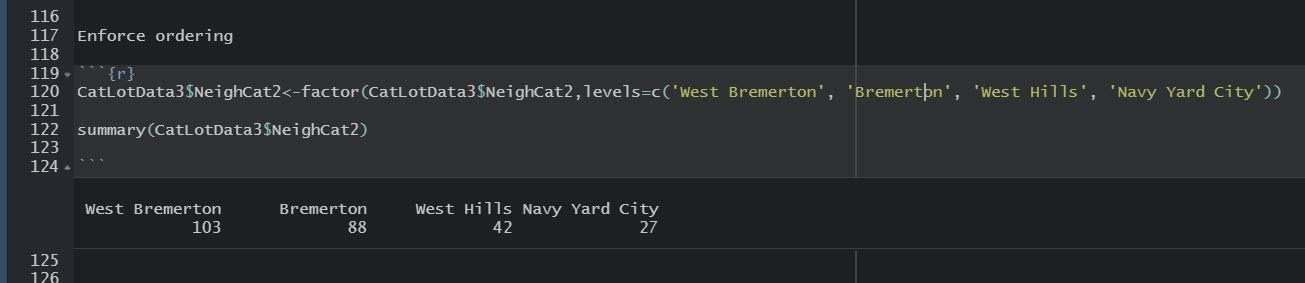 116
117 Enforce ordering
118
119 ```{r}
120 CatLotData3$NeighCat2<-factor(CatLotData3$NeighCat2,levels=c('West Bremerton', 'Bremerton', 'West Hills', 'Navy Yard City'))
121
122 summary(CatLotData3$NeighCat2)
123
124 ```
West Bremerton Bremerton West Hills Navy Yard City
103 88 42 27
125
126